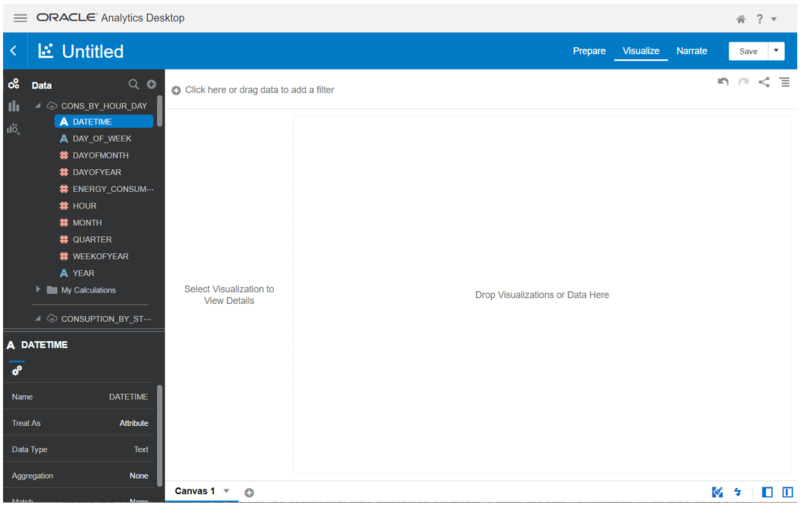 ORACLE Analytics Desktop
?
Untitled
Prepare Visualize Narrate Save
Data
Click here or drag data to add a filter
CONS_BY_HOUR_DAY
A DATETIME
A DAY_OF_WEEK
DAYOFMONTH
DAYOFYEAR
ENERGY_CONSUM...
HOUR
MONTH
QUARTER
WEEKOFYEAR
A YEAR
My Calculations
CONSUPTION_BY_ST...
Select Visualization to
View Details
Drop Visualizations or Data Here
A DATETIME
Name DATETIME
Treat As Attribute
Data Type Text
Aggregation None
Match None
Canvas 1